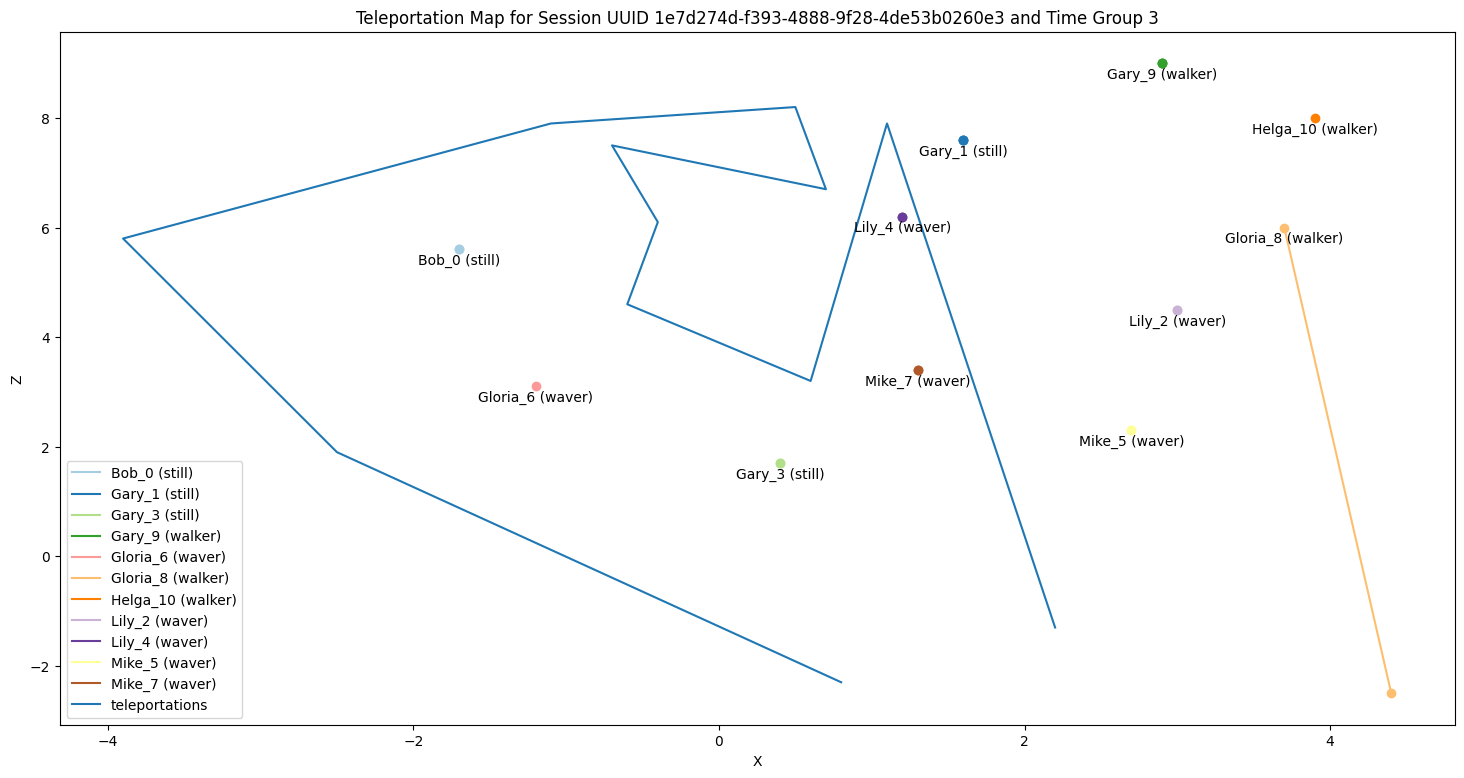 Teleportation Map for Session UUID 1e7d274d-f393-4888-9f28-4de53b0260e3 and Time Group 3
Gary_9 (walker)
8
Helga_10 (walker)
Gary_1 (still)
6
Lily_4 (waver)
Gloria_8 (walker)
Bob_0 (still)
Lily_2 (waver)
4
Z
Mike_7 (waver)
Gloria_6 (waver)
2
Mike_5 (waver)
Gary_3 (still)
0
−2
Bob_0 (still)
Gary_1 (still)
Gary_3 (still)
Gary_9 (walker)
Gloria_6 (waver)
Gloria_8 (walker)
Helga_10 (walker)
Lily_2 (waver)
Lily_4 (waver)
Mike_5 (waver)
Mike_7 (waver)
teleportations
−4 −2 0 2 4
X